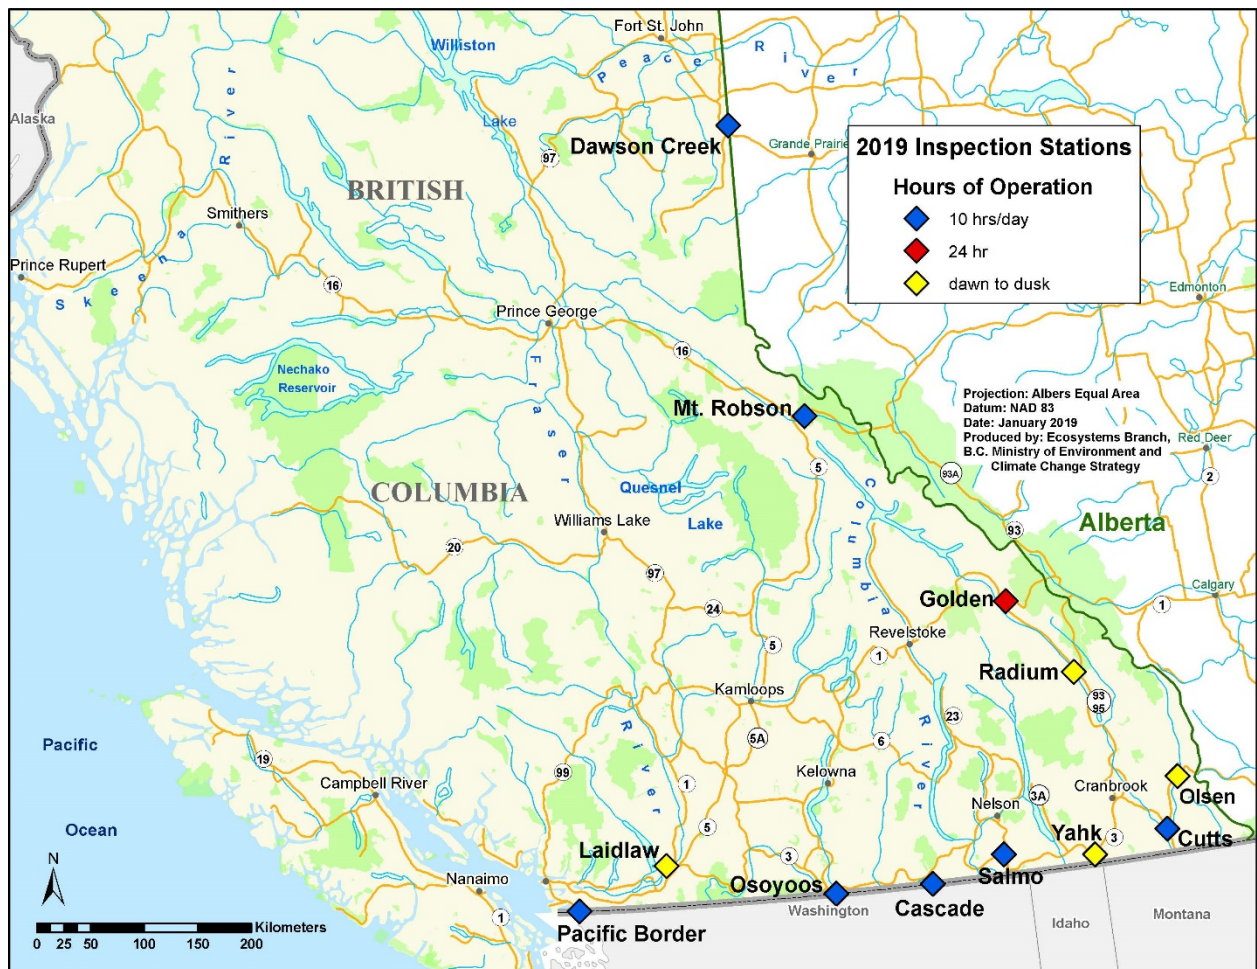 Fort St. John
Williston
Peace
River
Alaska
River
Lake
Dawson Creek
97
Grande Prairie
2019 Inspection Stations
Hours of Operation
10 hrs/day
24 hr
dawn to dusk
BRITISH
Smithers
Prince Rupert
Skeena
16
Edmonton
Prince George
16
Nechako
Reservoir
Fraser
Mt. Robson
Projection: Albers Equal Area
Datum: NAD 83
Date: January 2019
Produced by: Ecosystems Branch,
B.C. Ministry of Environment and
Climate Change Strategy
Red Deer
2
5
93A
COLUMBIA
Quesnel
Lake
Columbia
Williams Lake
93
Alberta
20
97
24
Golden
Calgary
1
Revelstoke
5
1
Radium
Kamloops
93
95
River
23
River
5A
6
Pacific
19
99
Campbell River
1
Kelowna
Olsen
3A
Cranbrook
Nelson
Ocean
5
Yahk
3
Cutts
Laidlaw
3
Salmo
N
Nanaimo
Osoyoos
Cascade
Washington
Idaho
Montana
1
Pacific Border
Kilometers
0 25 50 100 150 200